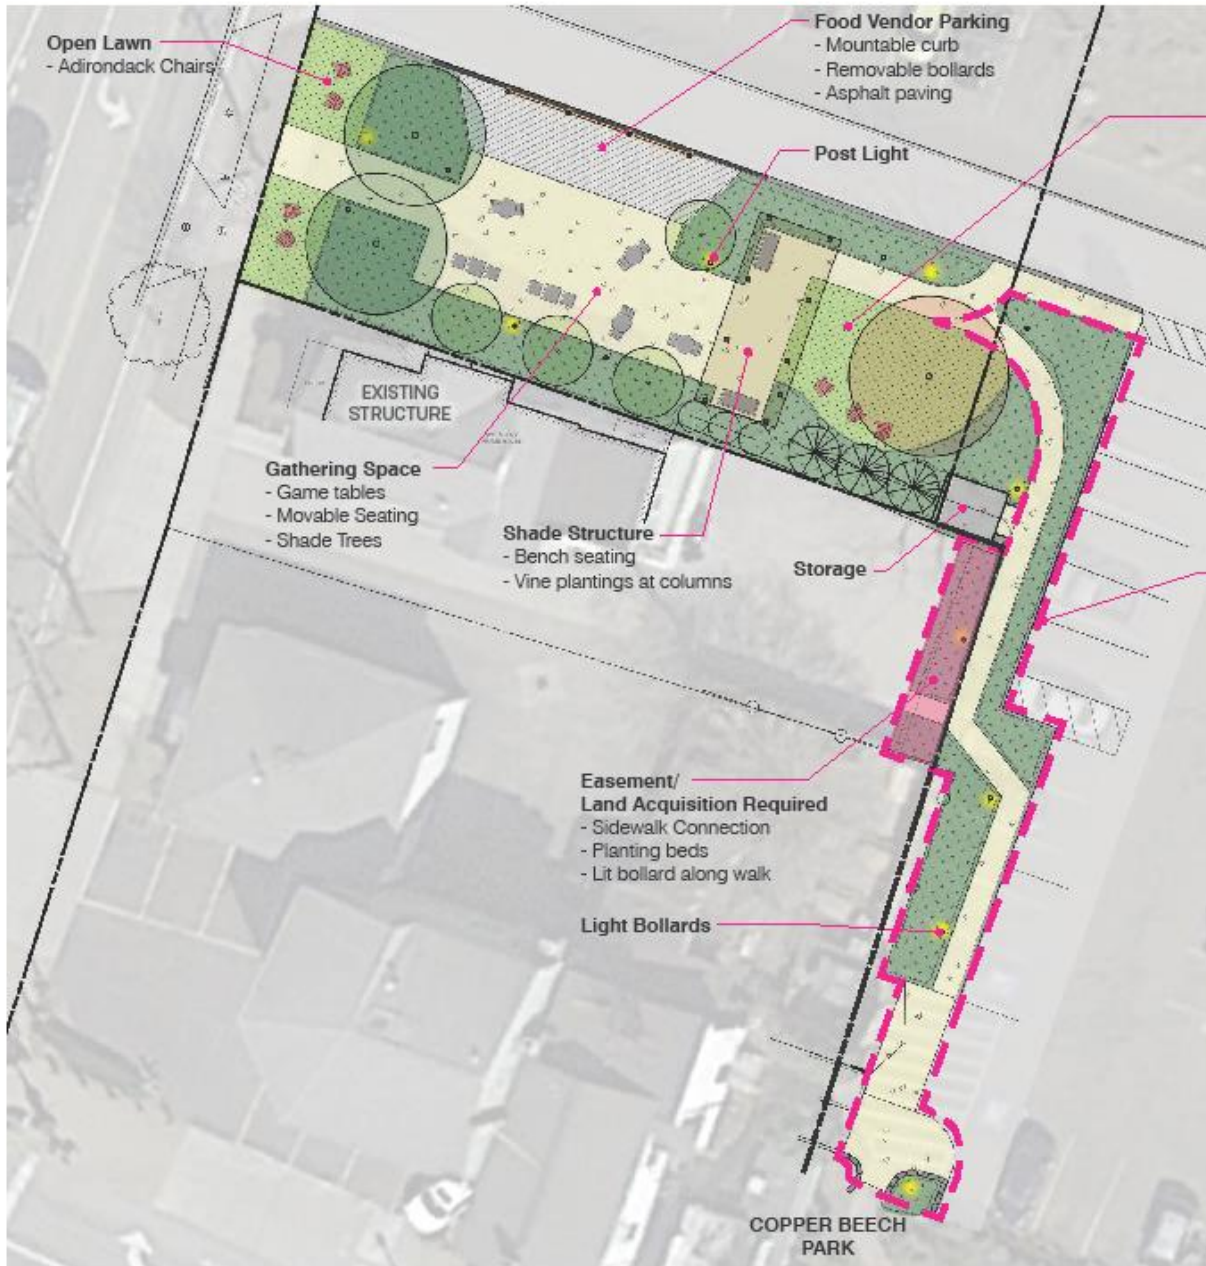 Open Lawn
- Adirondack Chairs
Food Vendor Parking
- Mountable curb
- Removable bollards
- Asphalt paving
Post Light
EXISTING
STRUCTURE
Gathering Space
- Game tables
- Movable Seating
- Shade Trees
Shade Structure
- Bench seating
- Vine plantings at columns
Storage
Easement/
Land Acquisition Required
- Sidewalk Connection
- Planting beds
- Lit bollard along walk
Light Bollards
COPPER BEECH
PARK